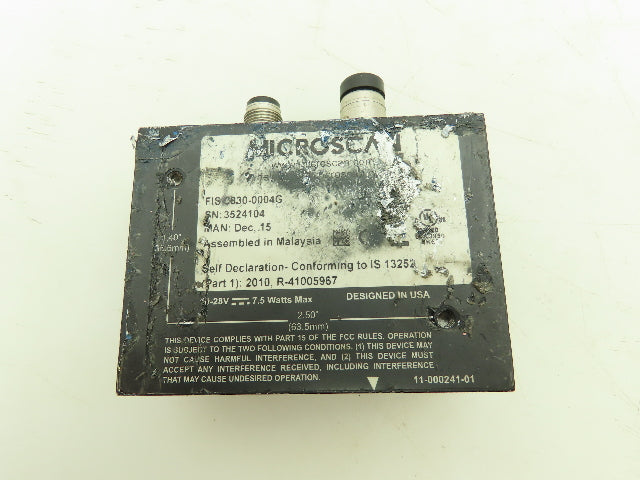 MICROSCAN
FIS 0830-0004G
SN: 3524104
MAN: Dec. 15
Assembled in Malaysia
Self Declaration- Conforming to IS 13252
(Part 1): 2010, R-41005967
-28V 7.5 Watts Max
DESIGNED IN USA
1.40"
2.50"
(63.5mm)
THIS DEVICE COMPLIES WITH PART 15 OF THE FCC RULES. OPERATION
IS SUBJECT TO THE TWO FOLLOWING CONDITIONS. (1) THIS DEVICE MAY
NOT CAUSE HARMFUL INTERFERENCE, AND (2) THIS DEVICE MUST
ACCEPT ANY INTERFERENCE RECEIVED, INCLUDING INTERFERENCE
THAT MAY CAUSE UNDESIRED OPERATION.
11-000241-01